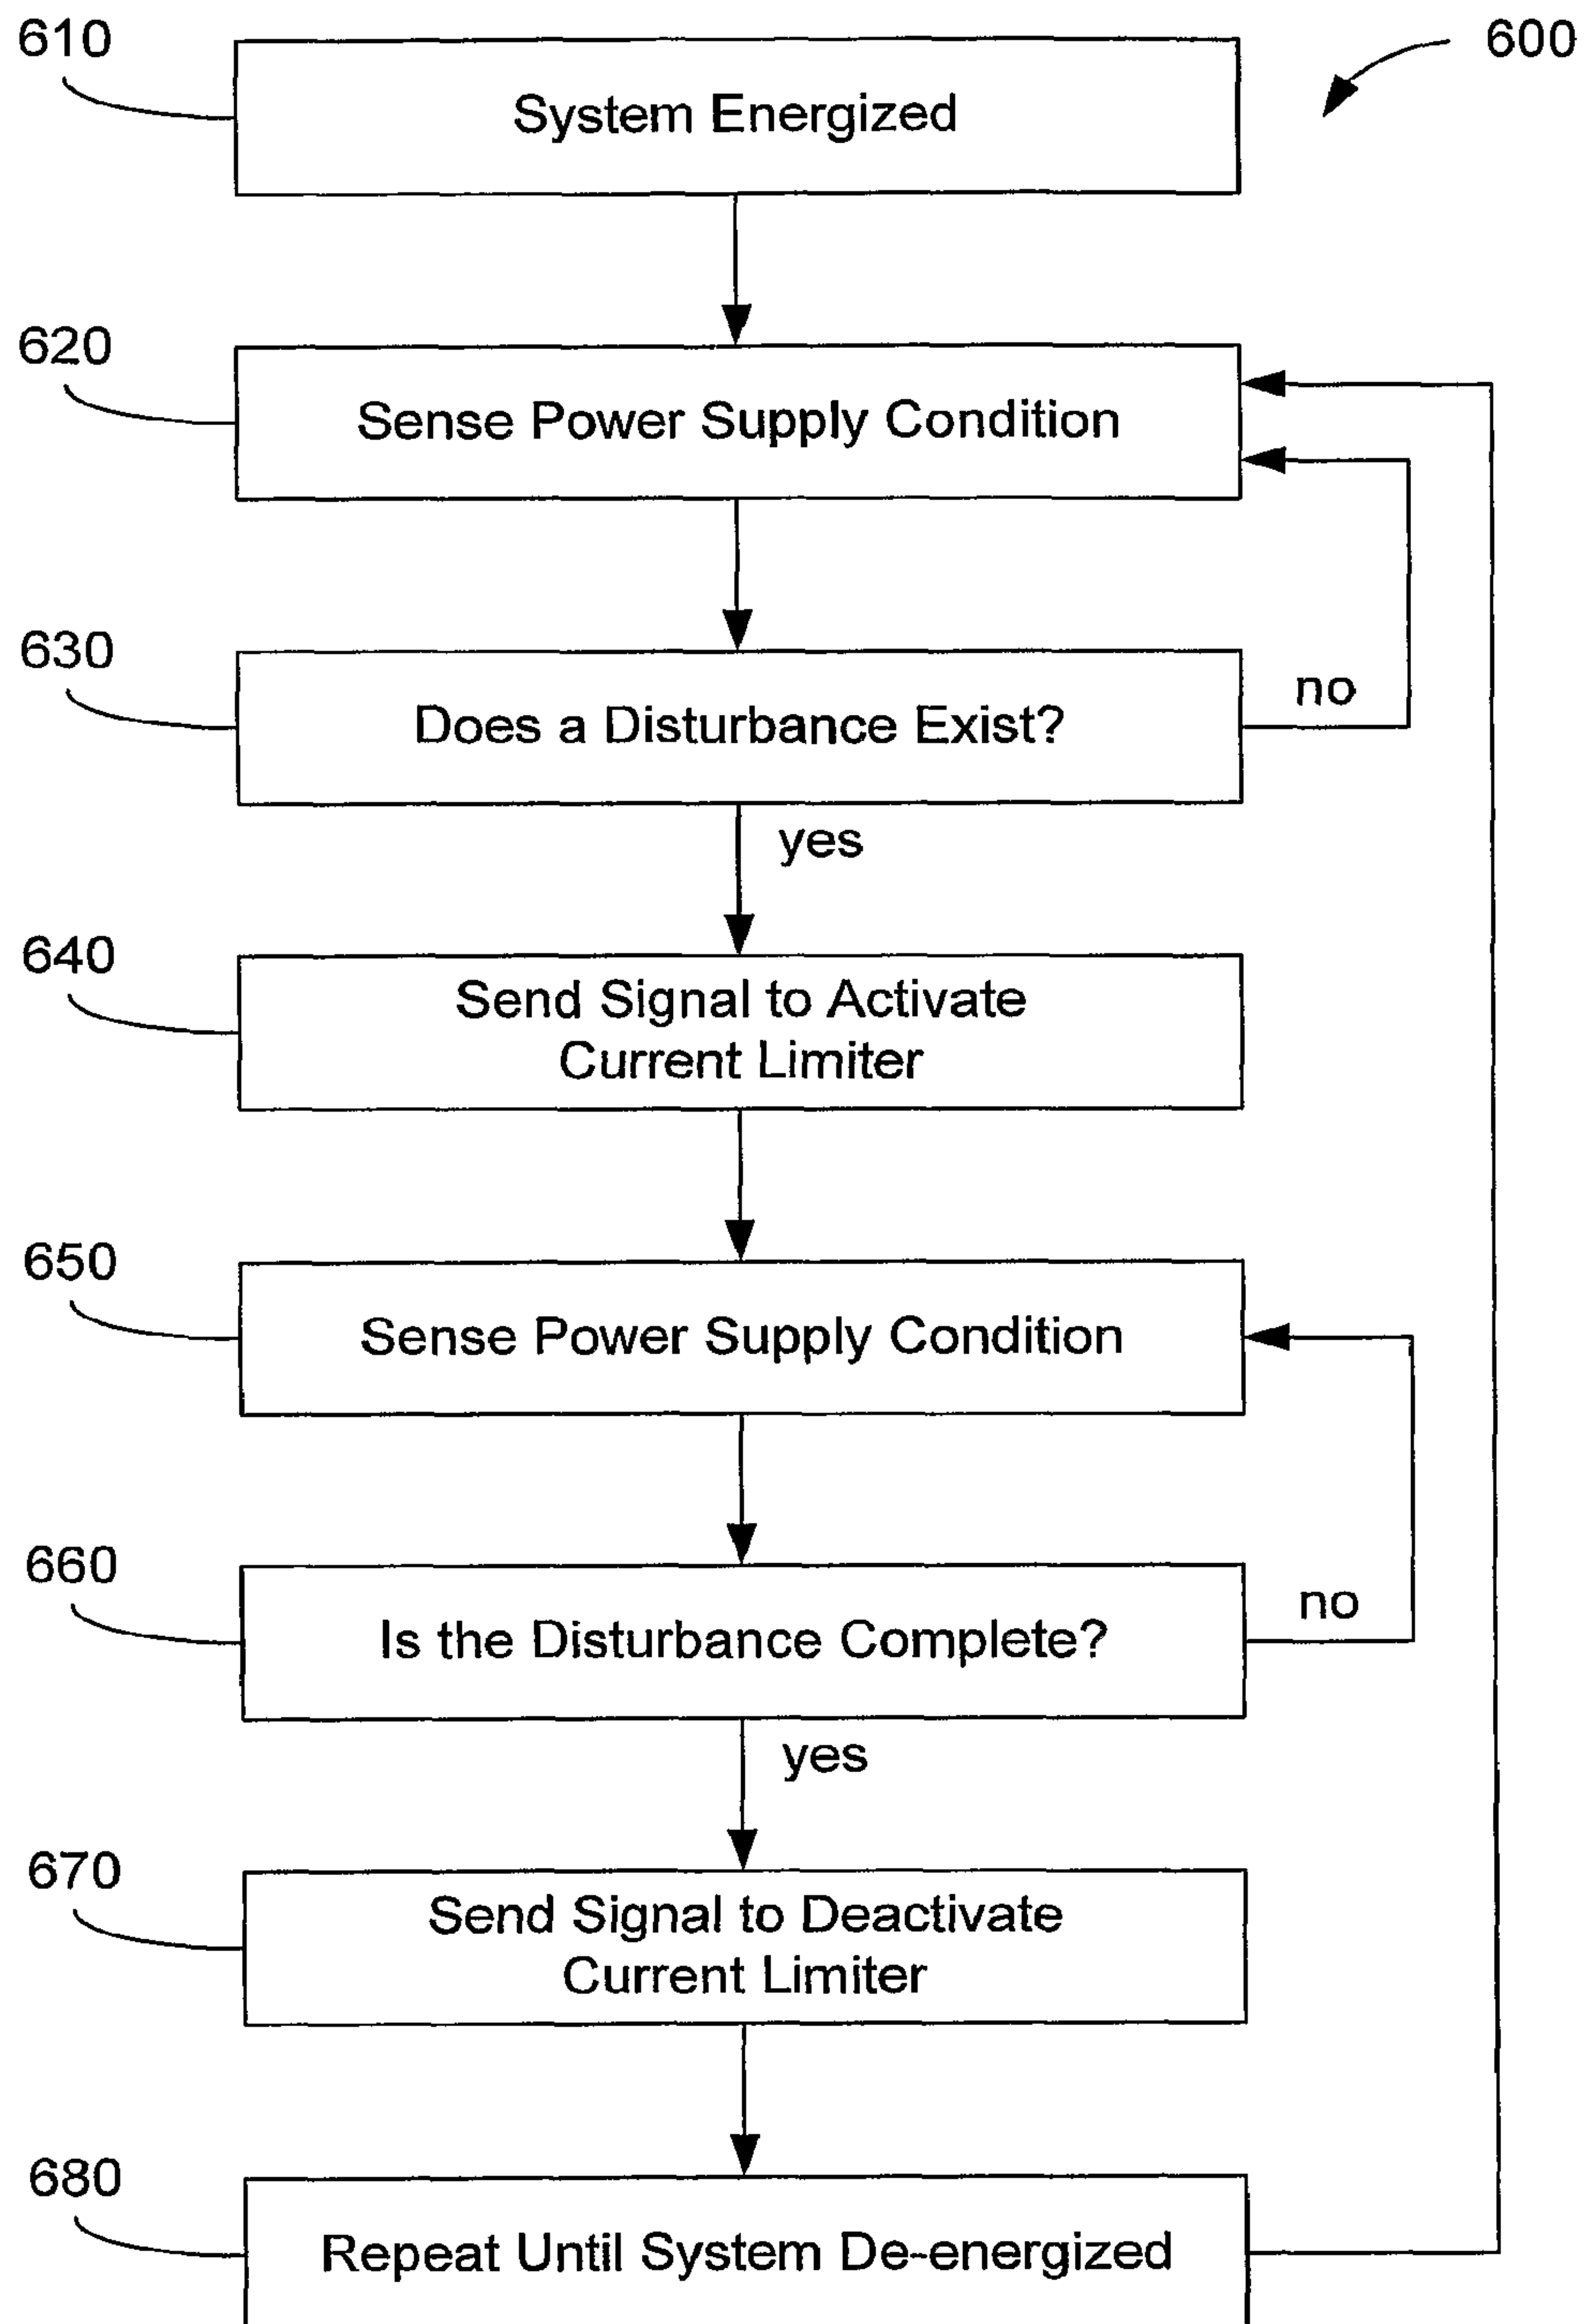 610
600
System Energized
620
Sense Power Supply Condition
630
Does a Disturbance Exist?
no
yes
640
Send Signal to Activate
Current Limiter
650
Sense Power Supply Condition
660
Is the Disturbance Complete?
no
yes
670
Send Signal to Deactivate
Current Limiter
680
Repeat Until System De-energized